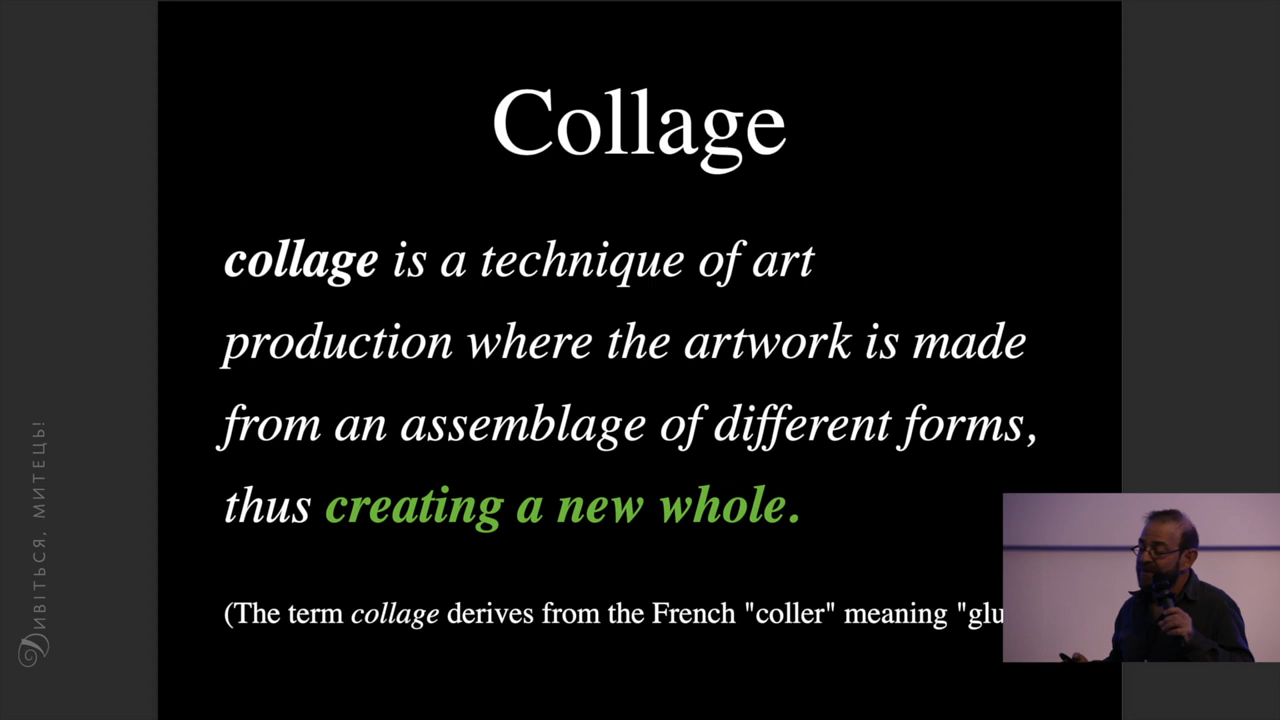 Collage
collage is a technique of art
production where the artwork is made
from an assemblage of different forms,
thus creating a new whole.
(The term collage derives from the French "coller" meaning "glu
Дивіться, митець!